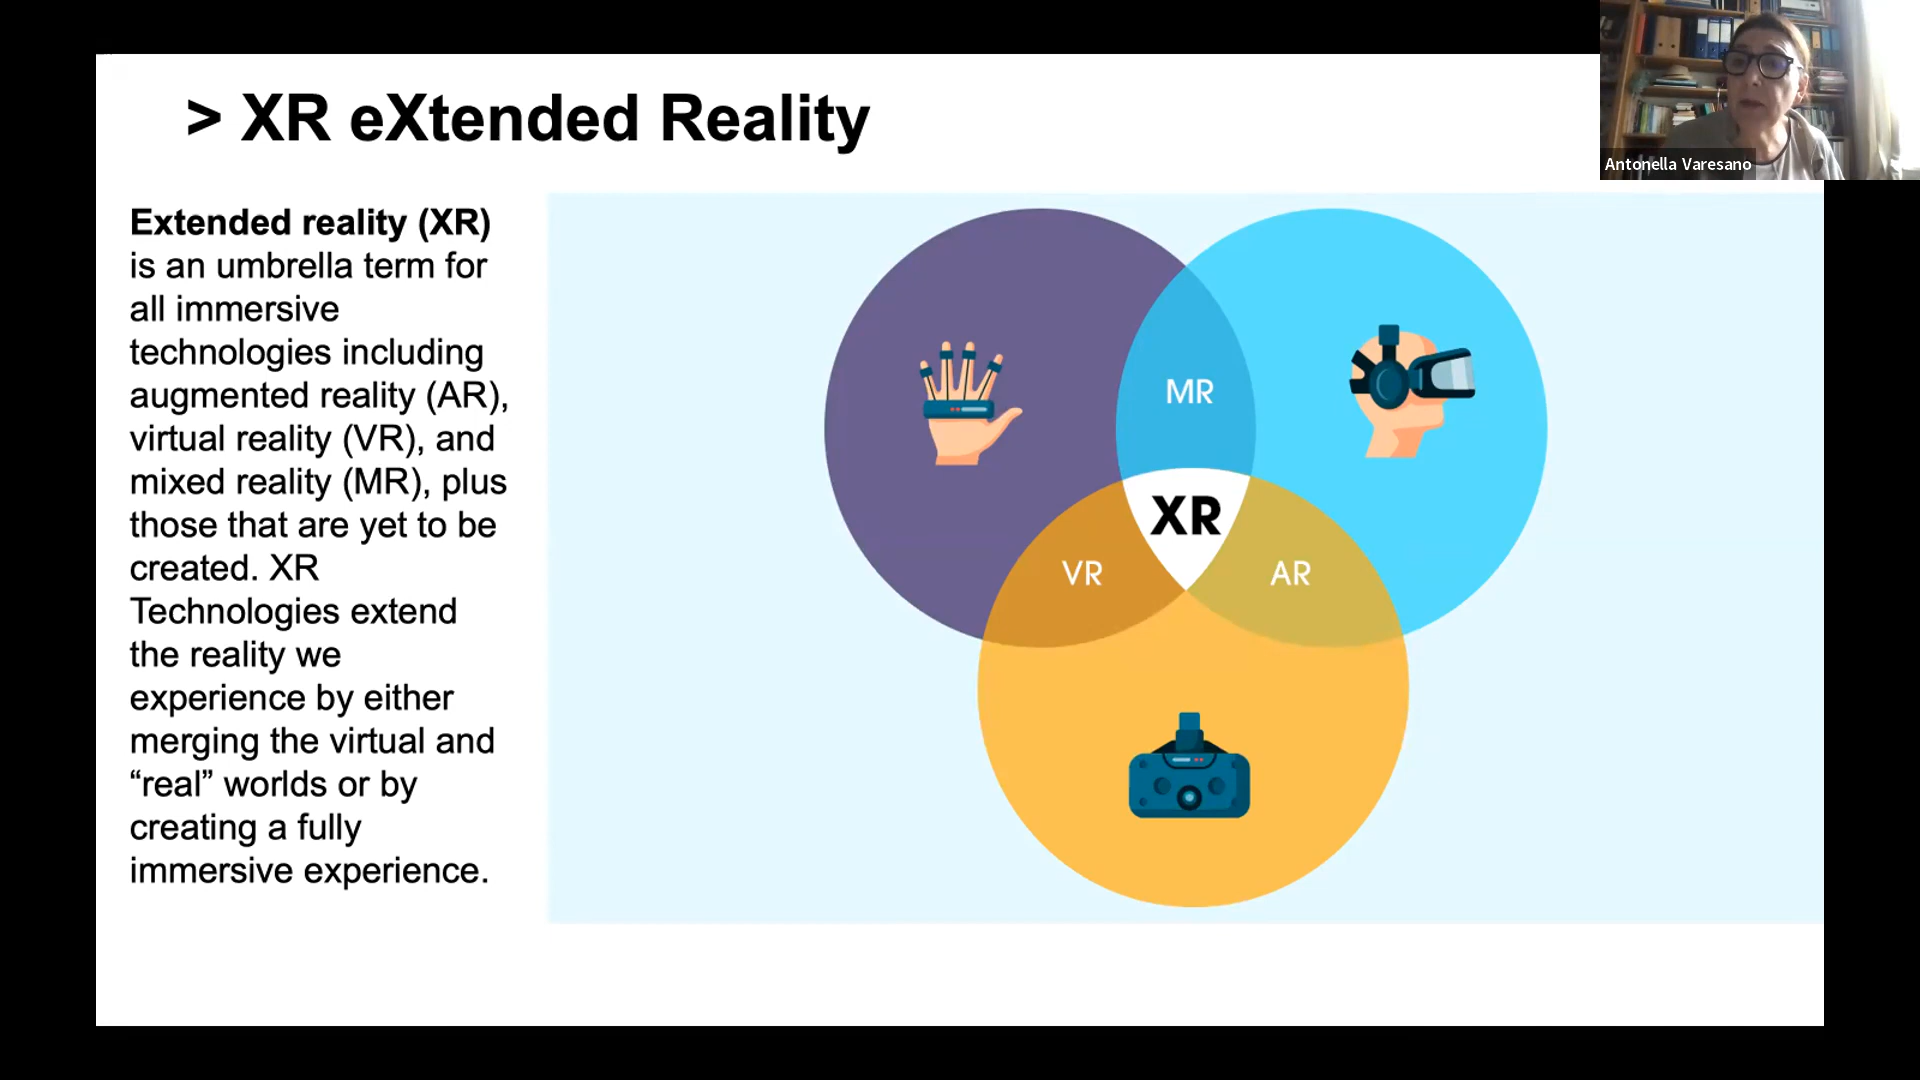 > XR eXtended Reality
Antonella Varesano
Extended reality (XR)
is an umbrella term for
all immersive
technologies including
augmented reality (AR),
virtual reality (VR), and
mixed reality (MR), plus
those that are yet to be
created. XR
Technologies extend
the reality we
experience by either
merging the virtual and
“real” worlds or by
creating a fully
immersive experience.
MR
XR
VR
AR